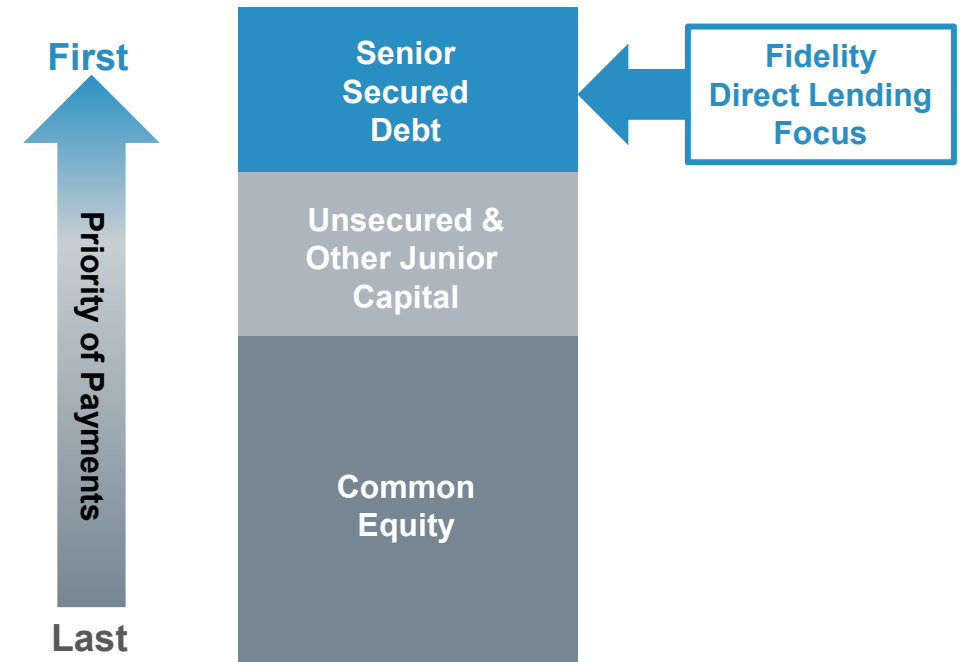 First
Priority of Payments
Last
Senior
Secured
Debt
Unsecured &
Other Junior
Capital
Common
Equity
Fidelity
Direct Lending
Focus